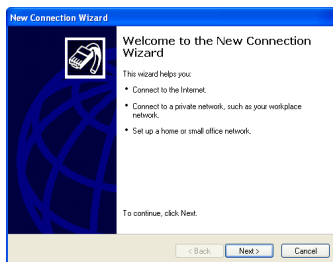 New Connection Wizard
Welcome to the New Connection
Wizard
This wizard helps you:
• Connect to the Internet.
• Connect to a private network, such as your workplace
network.
• Set up a home or small office network.
To continue, click Next.
< Back
Next >
Cancel